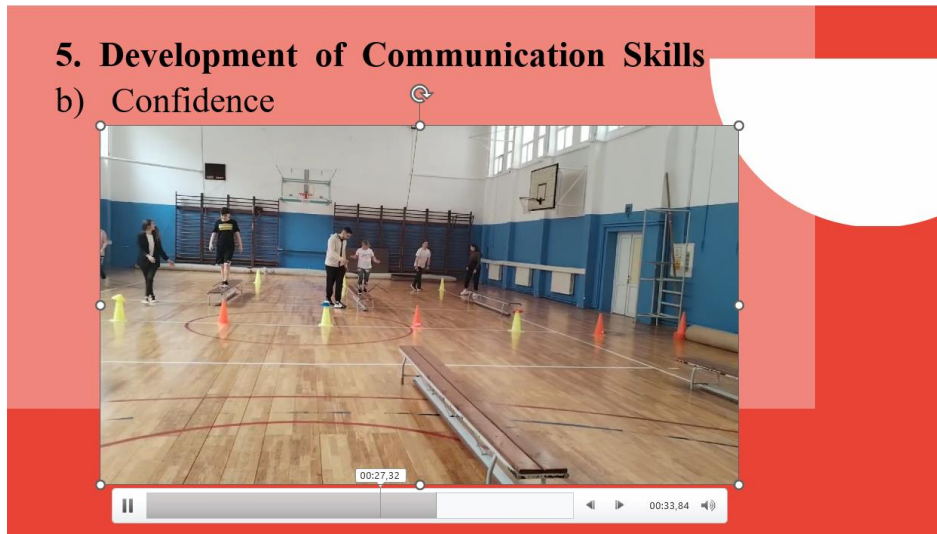 5. Development of Communication Skills
b) Confidence
00:27,32
00:33,84